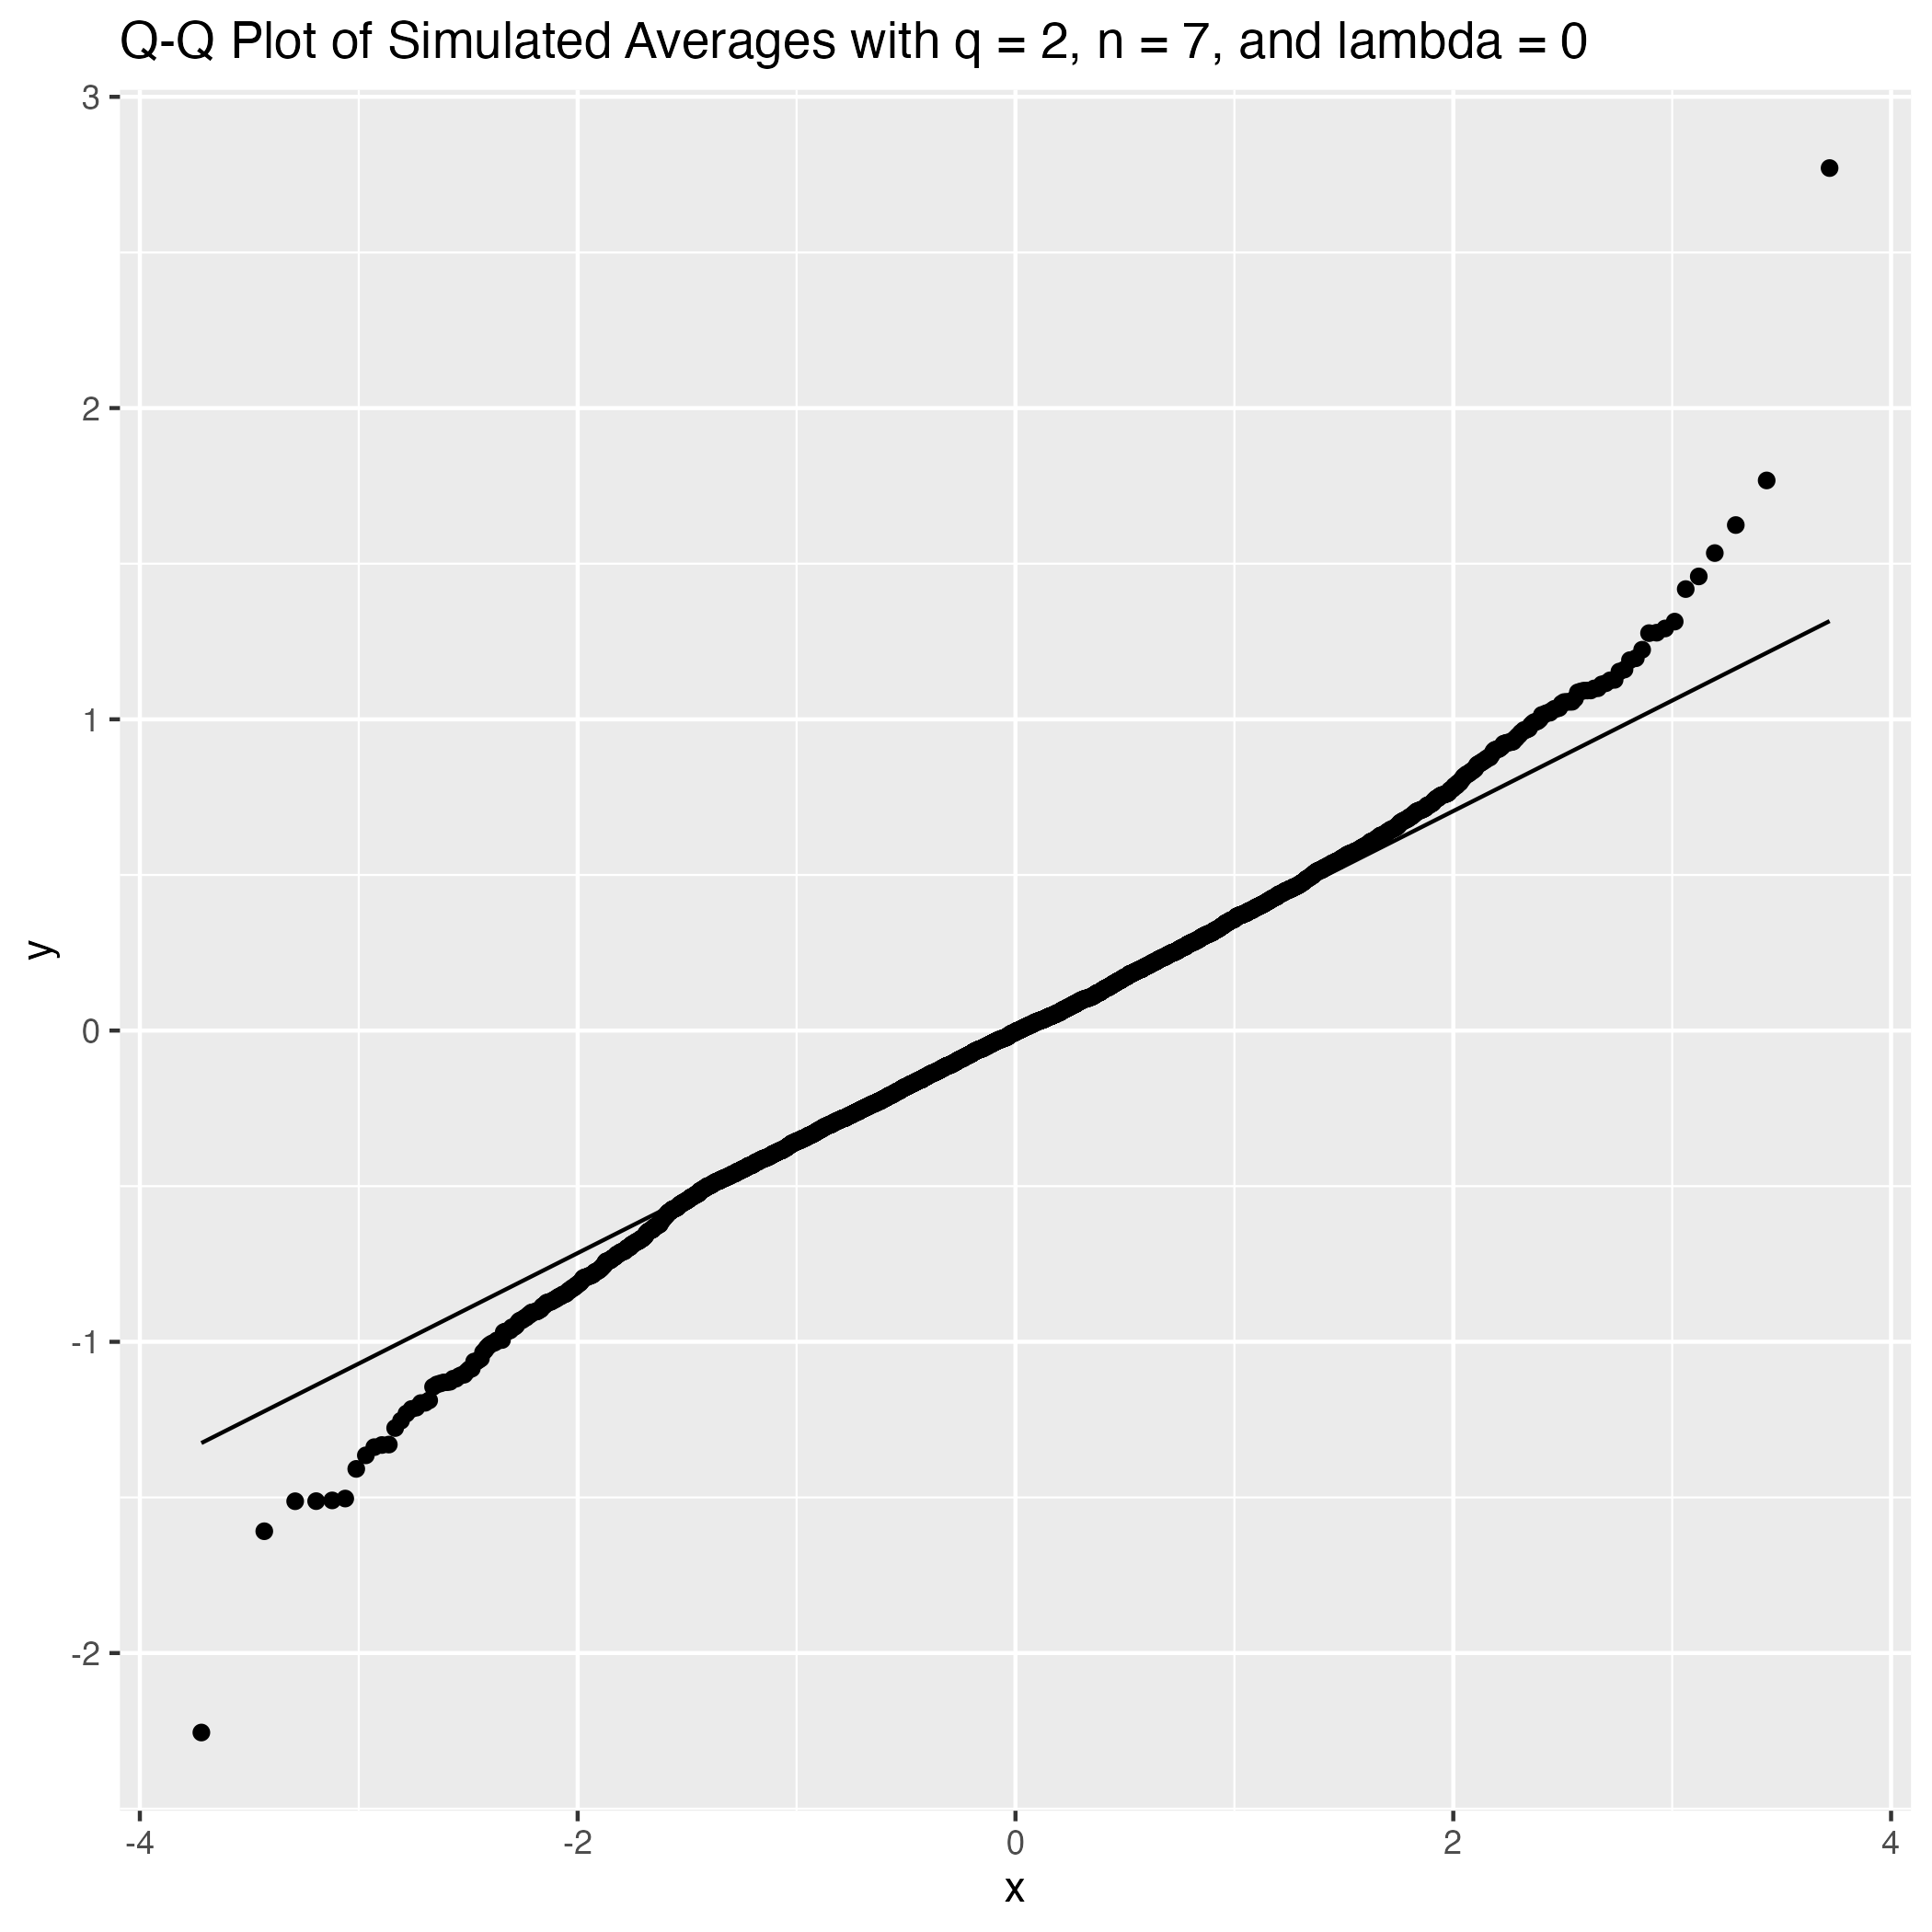 Q-Q Plot of Simulated Averages with q = 2, n = 7, and lambda = 0
3
2
1
0
-1
-2
y
-4 -2 0 2 4
x